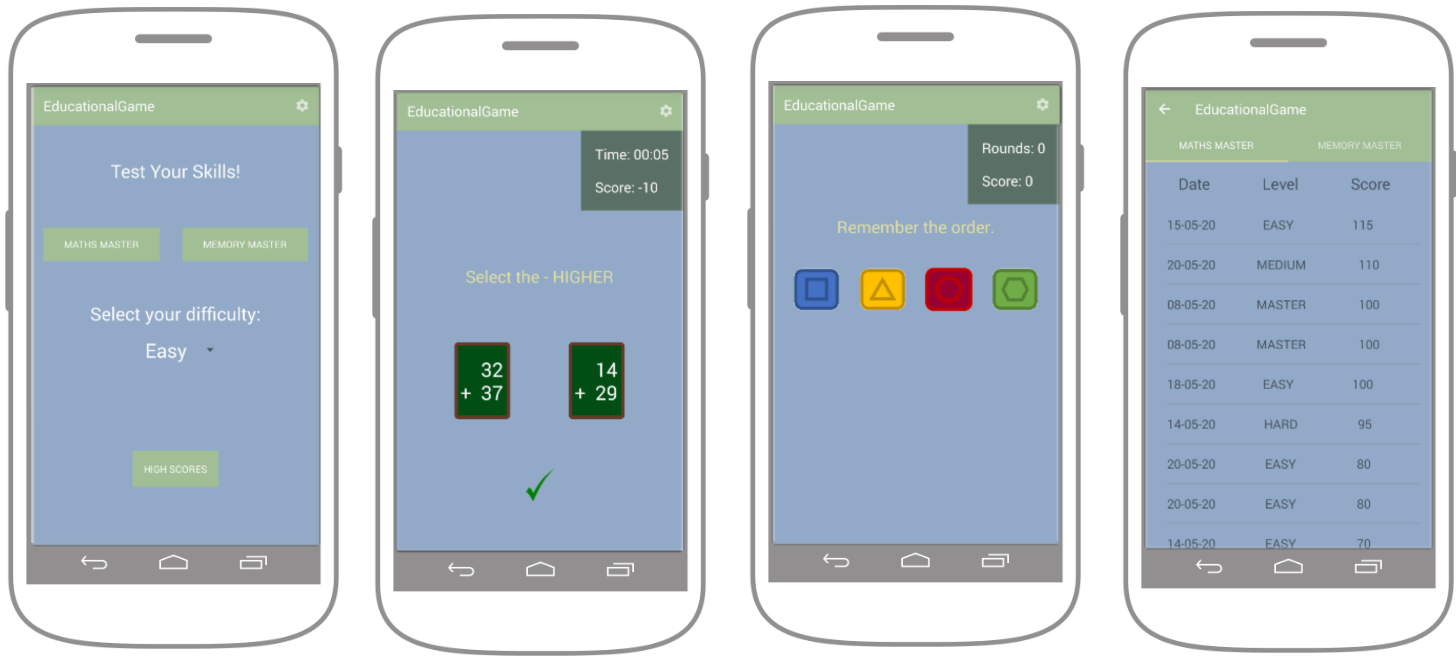 EducationalGame
Test Your Skills!
MATHS MASTER MEMORY MASTER
Select your difficulty:
Easy
HIGH SCORES
EducationalGame
Time: 00:05
Score: -10
Select the - HIGHER
32 14
+ 37 + 29
EducationalGame
Rounds: 0
Score: 0
Remember the order.
EducationalGame
MATHS MASTER MEMORY MASTER
Date Level Score
15-05-20 EASY 115
20-05-20 MEDIUM 110
08-05-20 MASTER 100
08-05-20 MASTER 100
18-05-20 EASY 100
14-05-20 HARD 95
20-05-20 EASY 80
20-05-20 EASY 80
14-05-20 EASY 70